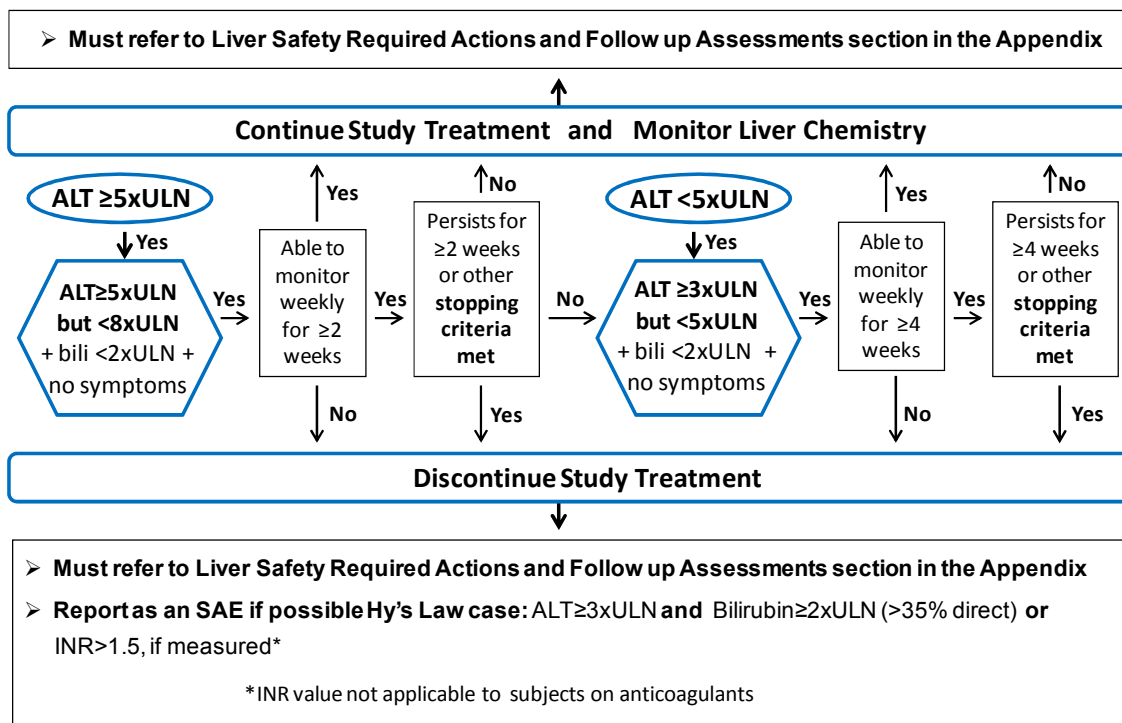 ➢ Must refer to Liver Safety Required Actions and Follow up Assessments section in the Appendix
Continue Study Treatment and Monitor Liver Chemistry
ALT ≥5xULN
Yes
ALT≥5xULN
but <8xULN
+ bili <2xULN +
no symptoms
Yes
Yes
Able to
monitor
weekly
for ≥2
weeks
No
Yes
No
Persists for
≥2 weeks
or other
stopping
criteria
met
Yes
No
ALT <5xULN
Yes
ALT ≥3xULN
but <5xULN
+ bili <2xULN +
no symptoms
Yes
Yes
Able to
monitor
weekly
for ≥4
weeks
No
Yes
No
Persists for
≥4 weeks
or other
stopping
criteria
met
Yes
Discontinue Study Treatment
➢ Must refer to Liver Safety Required Actions and Follow up Assessments section in the Appendix
➢ Report as an SAE if possible Hy's Law case: ALT≥3xULN and Bilirubin≥2xULN (>35% direct) or
INR>1.5, if measured*
*INR value not applicable to subjects on anticoagulants